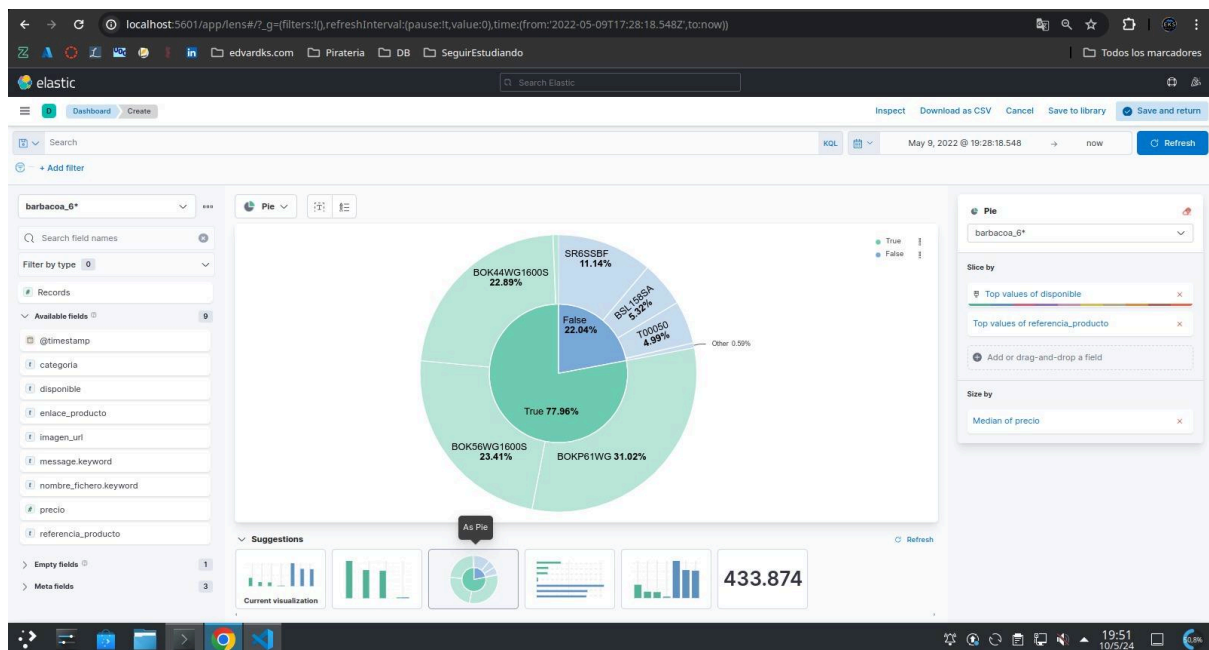 localhost:5601/app/lens#/?_g=(filters:!(),refreshInterval:(pause:!t,value:0),time:(from:'2022-05-09T17:28:18.548Z',to:now))
edvardks.com
Pirateria
DB
SeguirEstudiando
Todos los marcadores
elastic
Search Elastic
D
Dashboard
Create
Inspect
Download as CSV
Cancel
Save to library
Save and return
Search
KQL
May 9, 2022 @ 19:28:18.548
→
now
Refresh
+ Add filter
barbacoa_6*
Search field names
Filter by type 0
Records
Available fields 9
@timestamp
categoria
disponible
enlace_producto
imagen_url
message.keyword
nombre_fichero.keyword
precio
referencia_producto
Empty fields 1
Meta fields 3
Pie
True
False
SR6SSBF
11.14%
BOK44WG1600S
22.89%
BSL158SA
5.32%
False
22.04%
T00050
4.99%
Other 0.59%
True 77.96%
BOK56WG1600S
23.41%
BOKP61WG 31.02%
As Pie
Suggestions
Refresh
Current visualization
433.874
Pie
barbacoa_6*
Slice by
Top values of disponible
Top values of referencia_producto
Add or drag-and-drop a field
Size by
Median of precio
19:51
10/5/24